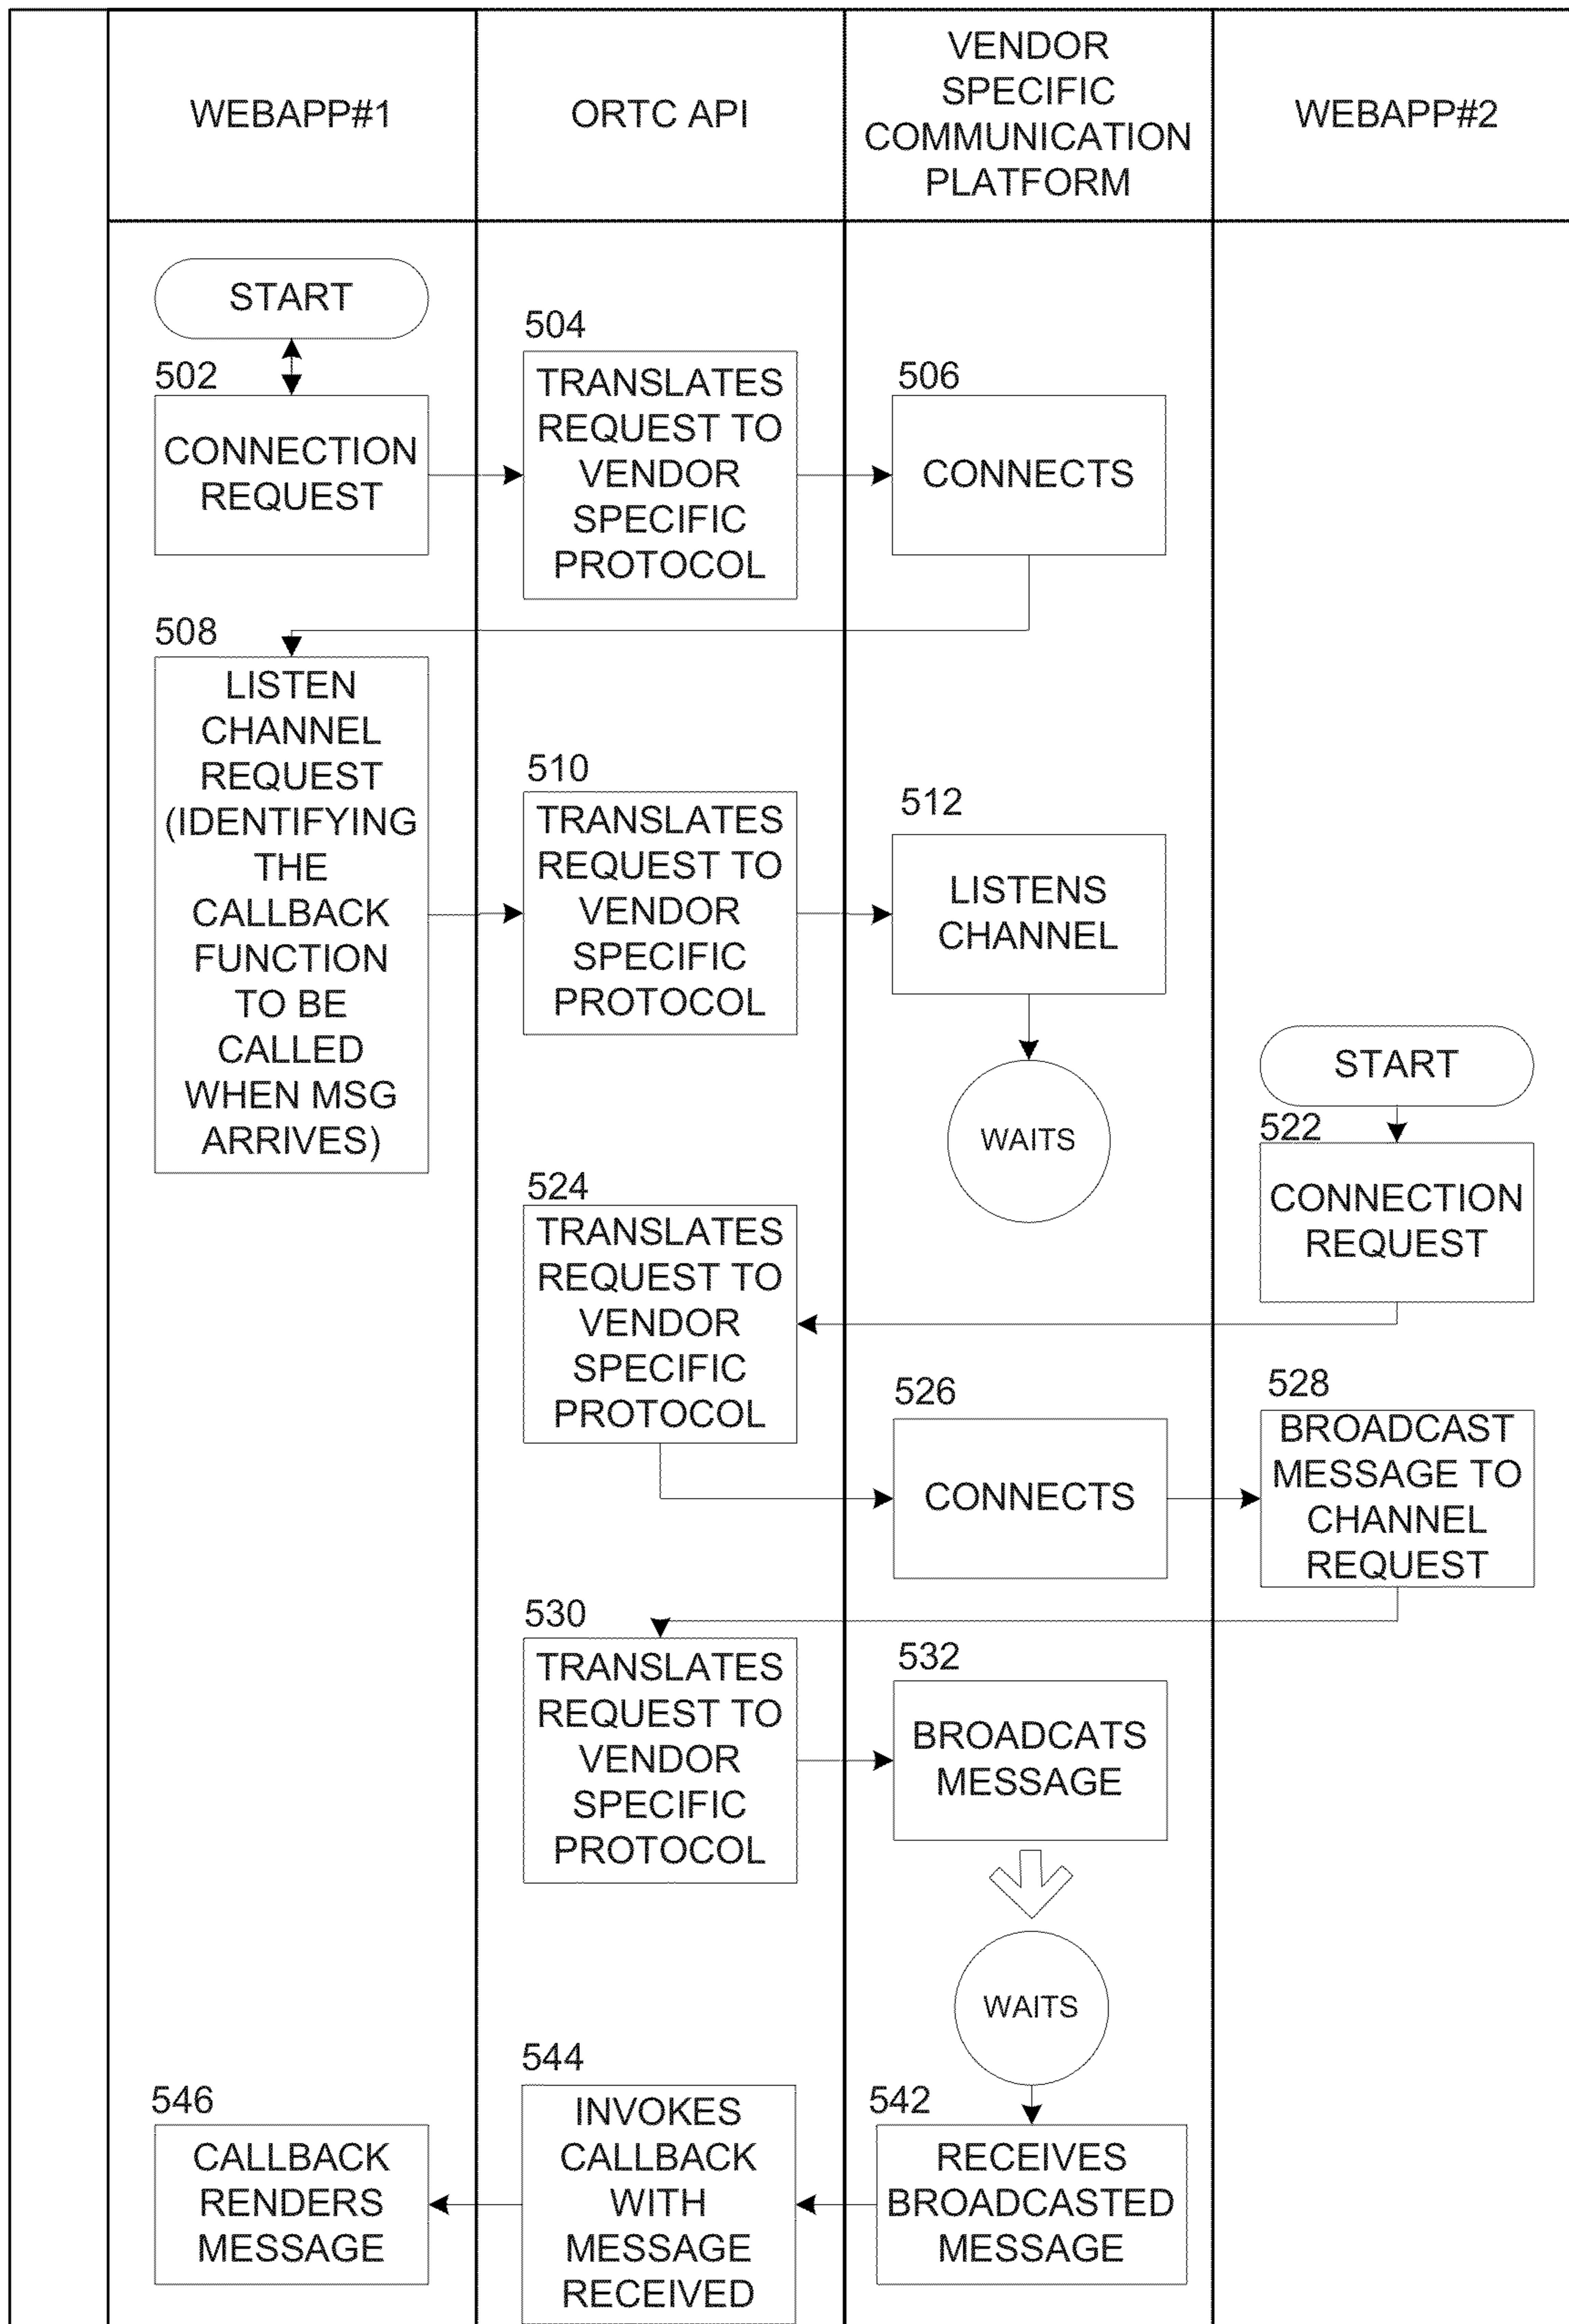 WEBAPP#1
ORTC API
VENDOR
SPECIFIC
COMMUNICATION
PLATFORM
WEBAPP#2
START
502
CONNECTION
REQUEST
504
TRANSLATES
REQUEST TO
VENDOR
SPECIFIC
PROTOCOL
506
CONNECTS
508
LISTEN
CHANNEL
REQUEST
(IDENTIFYING
THE
CALLBACK
FUNCTION
TO BE
CALLED
WHEN MSG
ARRIVES)
510
TRANSLATES
REQUEST TO
VENDOR
SPECIFIC
PROTOCOL
512
LISTENS
CHANNEL
WAITS
START
522
CONNECTION
REQUEST
524
TRANSLATES
REQUEST TO
VENDOR
SPECIFIC
PROTOCOL
526
CONNECTS
528
BROADCAST
MESSAGE TO
CHANNEL
REQUEST
530
TRANSLATES
REQUEST TO
VENDOR
SPECIFIC
PROTOCOL
532
BROADCATS
MESSAGE
WAITS
542
RECEIVES
BROADCASTED
MESSAGE
544
INVOKES
CALLBACK
WITH
MESSAGE
RECEIVED
546
CALLBACK
RENDERS
MESSAGE